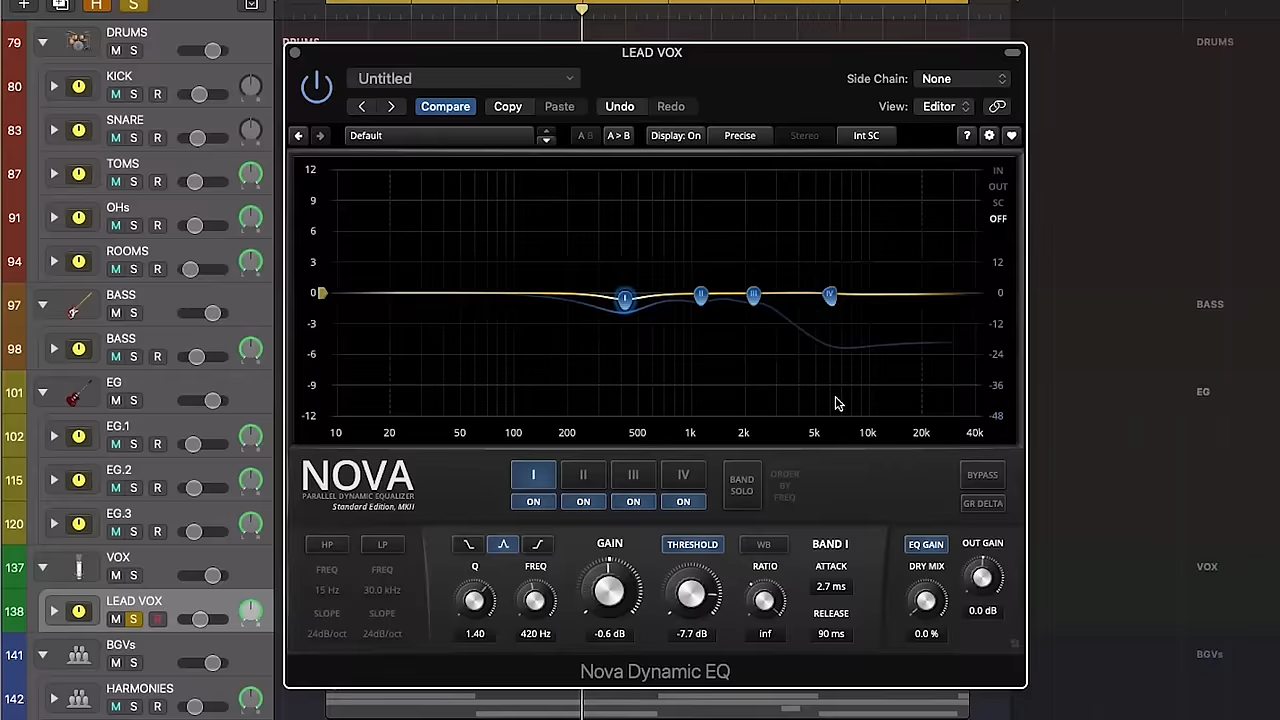 H S
79 DRUMS
M S
80 KICK
M S R
83 SNARE
M S R
87 TOMS
M S R
91 OHs
M S R
94 ROOMS
M S R
97 BASS
M S
98 BASS
M S R
101 EG
M S
102 EG.1
M S R
115 EG.2
M S R
120 EG.3
M S R
137 VOX
M S
138 LEAD VOX
M S R
141 BGVs
M S
142 HARMONIES
M S R
LEAD VOX
Untitled
Side Chain: None
Compare Copy Paste Undo Redo
View: Editor
Default
A B A > B Display: On Precise Stereo Int SC ?
12 9 6 3 0 -3 -6 -9 -12
I II III IV
IN
OUT
SC
OFF
12 0 -12 -24 -36 -48
10 20 50 100 200 500 1k 2k 5k 10k 20k 40k
NOVA
PARALLEL DYNAMIC EQUALIZER
Standard Edition, MKII
I II III IV
ON ON ON ON
BAND SOLO
ORDER BY FREQ
BYPASS
GR DELTA
HP LP
FREQ FREQ
15 Hz 30.0 kHz
SLOPE SLOPE
24dB/oct 24dB/oct
Q FREQ
1.40 420 Hz
GAIN
-0.6 dB
THRESHOLD
-7.7 dB
WB
RATIO
inf
BAND I
ATTACK
2.7 ms
RELEASE
90 ms
EQ GAIN
DRY MIX
0.0 %
OUT GAIN
0.0 dB
Nova Dynamic EQ
DRUMS
BASS
EG
VOX
BGVs